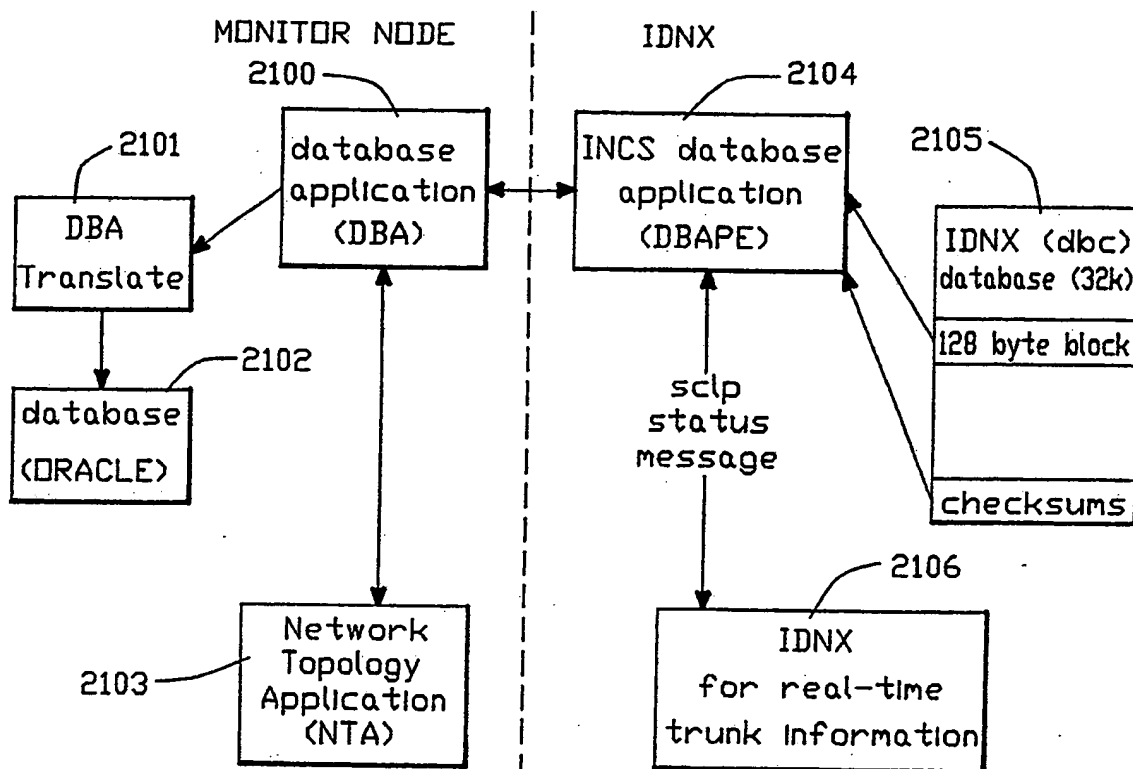 MONITOR NODE
IDNX
2100
2104
2101
2105
database
application
(DBA)
INCS database
application
(DBAPE)
DBA
Translate
IDNX (dbc)
database (32k)
128 byte block
checksums
2102
database
(ORACLE)
sclp
status
message
2106
2103
Network
Topology
Application
(NTA)
IDNX
for real-time
trunk information